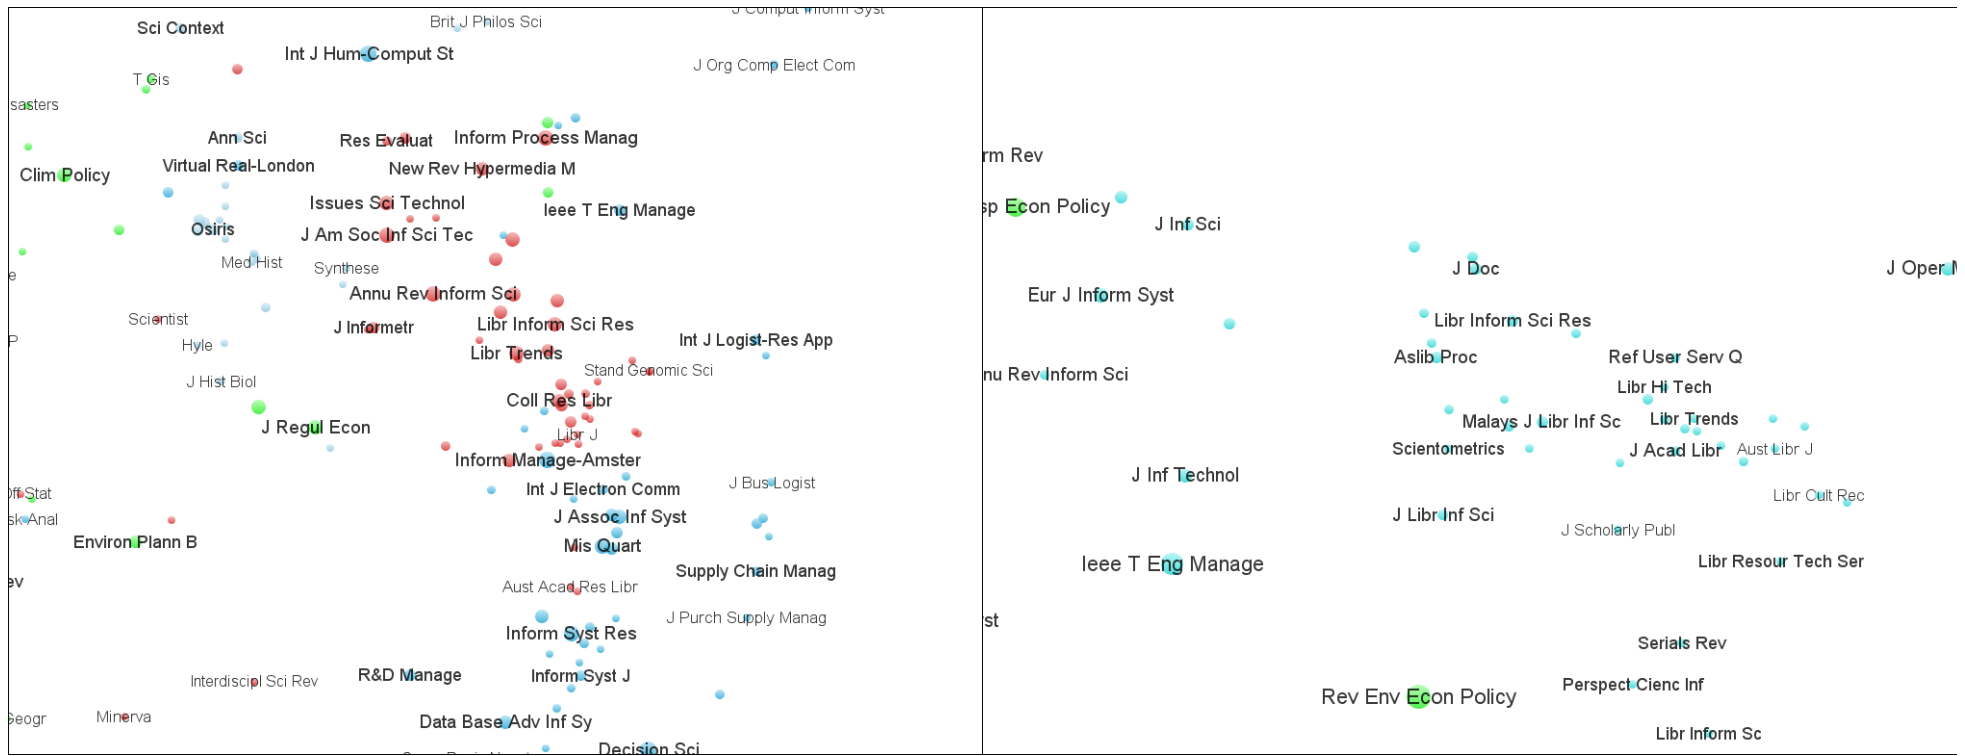 J Comput Inform Syst
Brit J Philos Sci
Sci Context
Int J Hum-Comput St
J Org Comp Elect Com
T Gis
sasters
Ann Sci
Res Evaluat
Inform Process Manag
Virtual Real-London
New Rev Hypermedia M
Clim Policy
Issues Sci Technol
Ieee T Eng Manage
Osiris
J Am Soc Inf Sci Tec
Med Hist
Synthese
e
Annu Rev Inform Sci
Scientist
J Informetr
Libr Inform Sci Res
P
Hyle
Libr Trends
Int J Logist-Res App
Stand Genomic Sci
J Hist Biol
Coll Res Libr
J Regul Econ
Libr J
Inform Manage-Amster
J Bus Logist
Int J Electron Comm
Off Stat
sk Anal
J Assoc Inf Syst
Environ Plann B
Mis Quart
Supply Chain Manag
ev
Aust Acad Res Libr
J Purch Supply Manag
Inform Syst Res
R&D Manage
Inform Syst J
Interdiscipl Sci Rev
Geogr
Minerva
Data Base Adv Inf Sy
Decision Sci
rm Rev
sp Econ Policy
J Inf Sci
J Doc
J Oper M
Eur J Inform Syst
Libr Inform Sci Res
Aslib Proc
Ref User Serv Q
nu Rev Inform Sci
Libr Hi Tech
Malays J Libr Inf Sc
Libr Trends
Scientometrics
J Acad Libr
Aust Libr J
J Inf Technol
Libr Cult Rec
J Libr Inf Sci
J Scholarly Publ
Ieee T Eng Manage
Libr Resour Tech Ser
st
Serials Rev
Perspect Cienc Inf
Rev Env Econ Policy
Libr Inform Sc